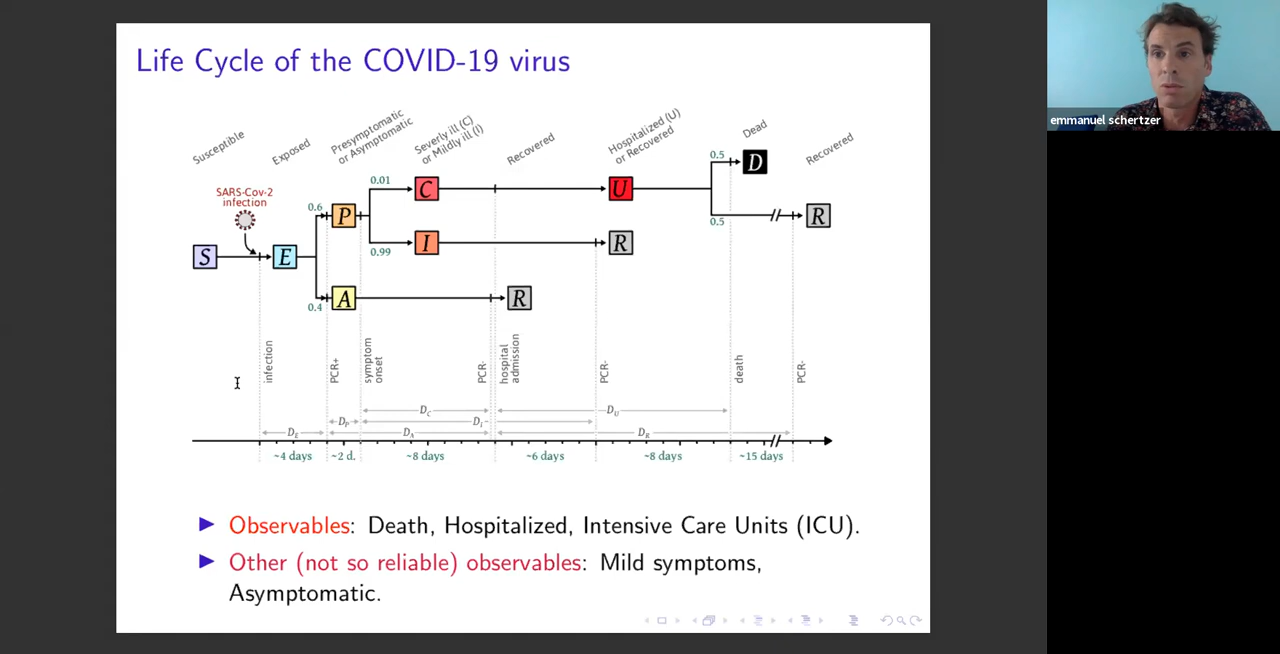 Life Cycle of the COVID-19 virus
emmanuel schertzer
Susceptible
Exposed
Presymptomatic
or Asymptomatic
Severly ill (C)
or Mildly ill (I)
Recovered
Hospitalized (U)
or Recovered
Dead
Recovered
SARS-Cov-2
infection
S
E
0.6
P
0.4
A
0.01
C
0.99
I
R
U
R
0.5
D
0.5
R
infection
PCR+
symptom
onset
PCR-
hospital
admission
PCR-
death
PCR-
D_C
D_U
D_P
D_I
D_E
D_A
D_R
~4 days
~2 d.
~8 days
~6 days
~8 days
~15 days
Observables: Death, Hospitalized, Intensive Care Units (ICU).
Other (not so reliable) observables: Mild symptoms,
Asymptomatic.